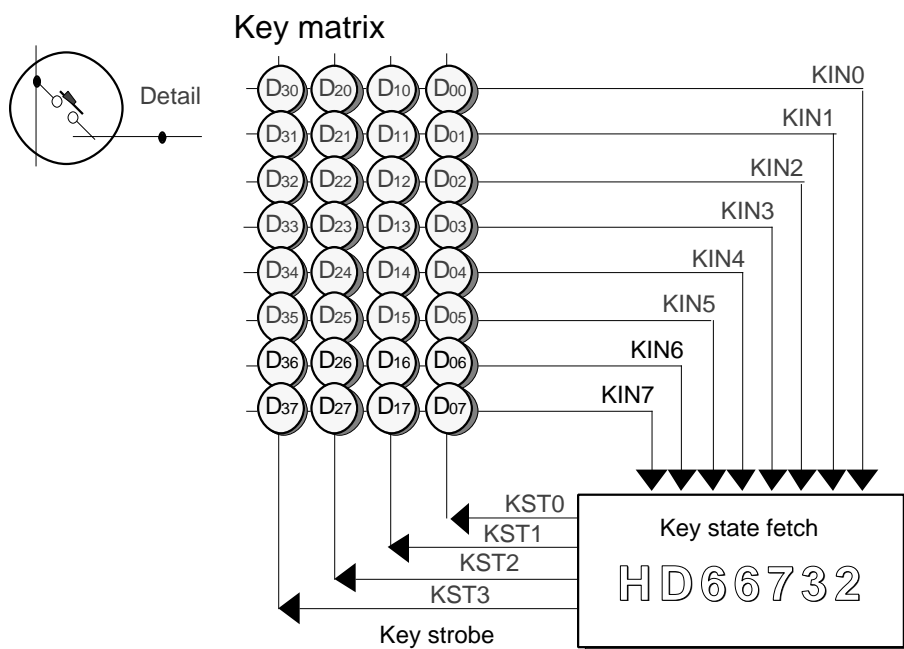 Key matrix
Detail
D30 D20 D10 D00 KIN0
D31 D21 D11 D01 KIN1
D32 D22 D12 D02 KIN2
D33 D23 D13 D03 KIN3
D34 D24 D14 D04 KIN4
D35 D25 D15 D05 KIN5
D36 D26 D16 D06 KIN6
D37 D27 D17 D07 KIN7
KST0
KST1
KST2
KST3
Key strobe
Key state fetch
HD66732